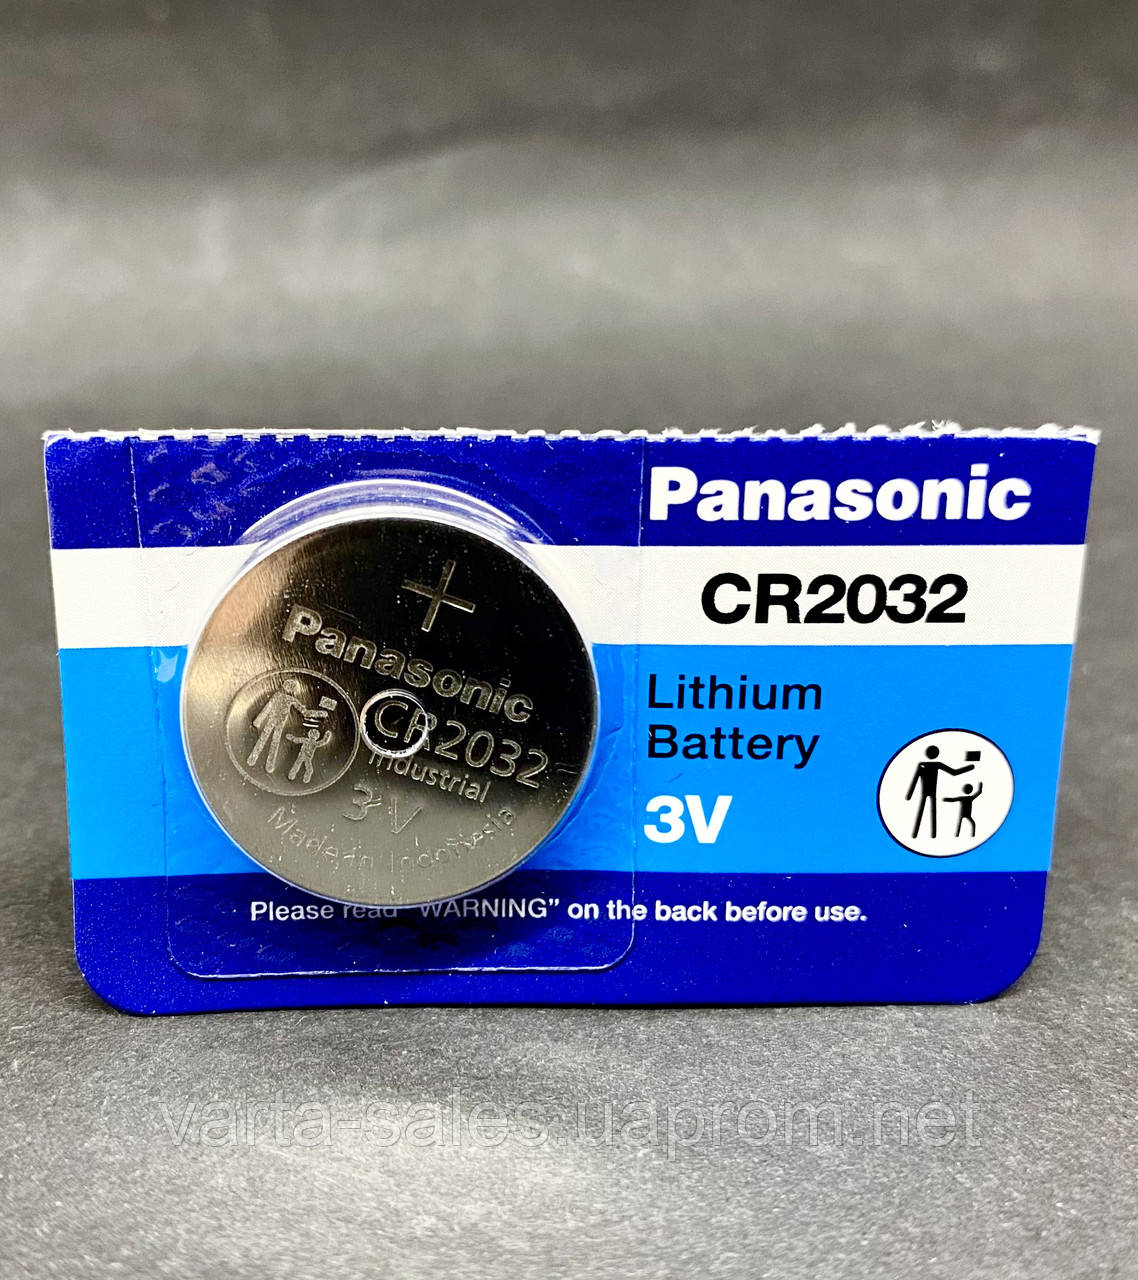 Panasonic
CR2032
Lithium
Battery
3V
Please read "WARNING" on the back before use.
+
Panasonic
CR2032
Industrial
3V
Made in Indonesia
varta-sales.uaprom.net